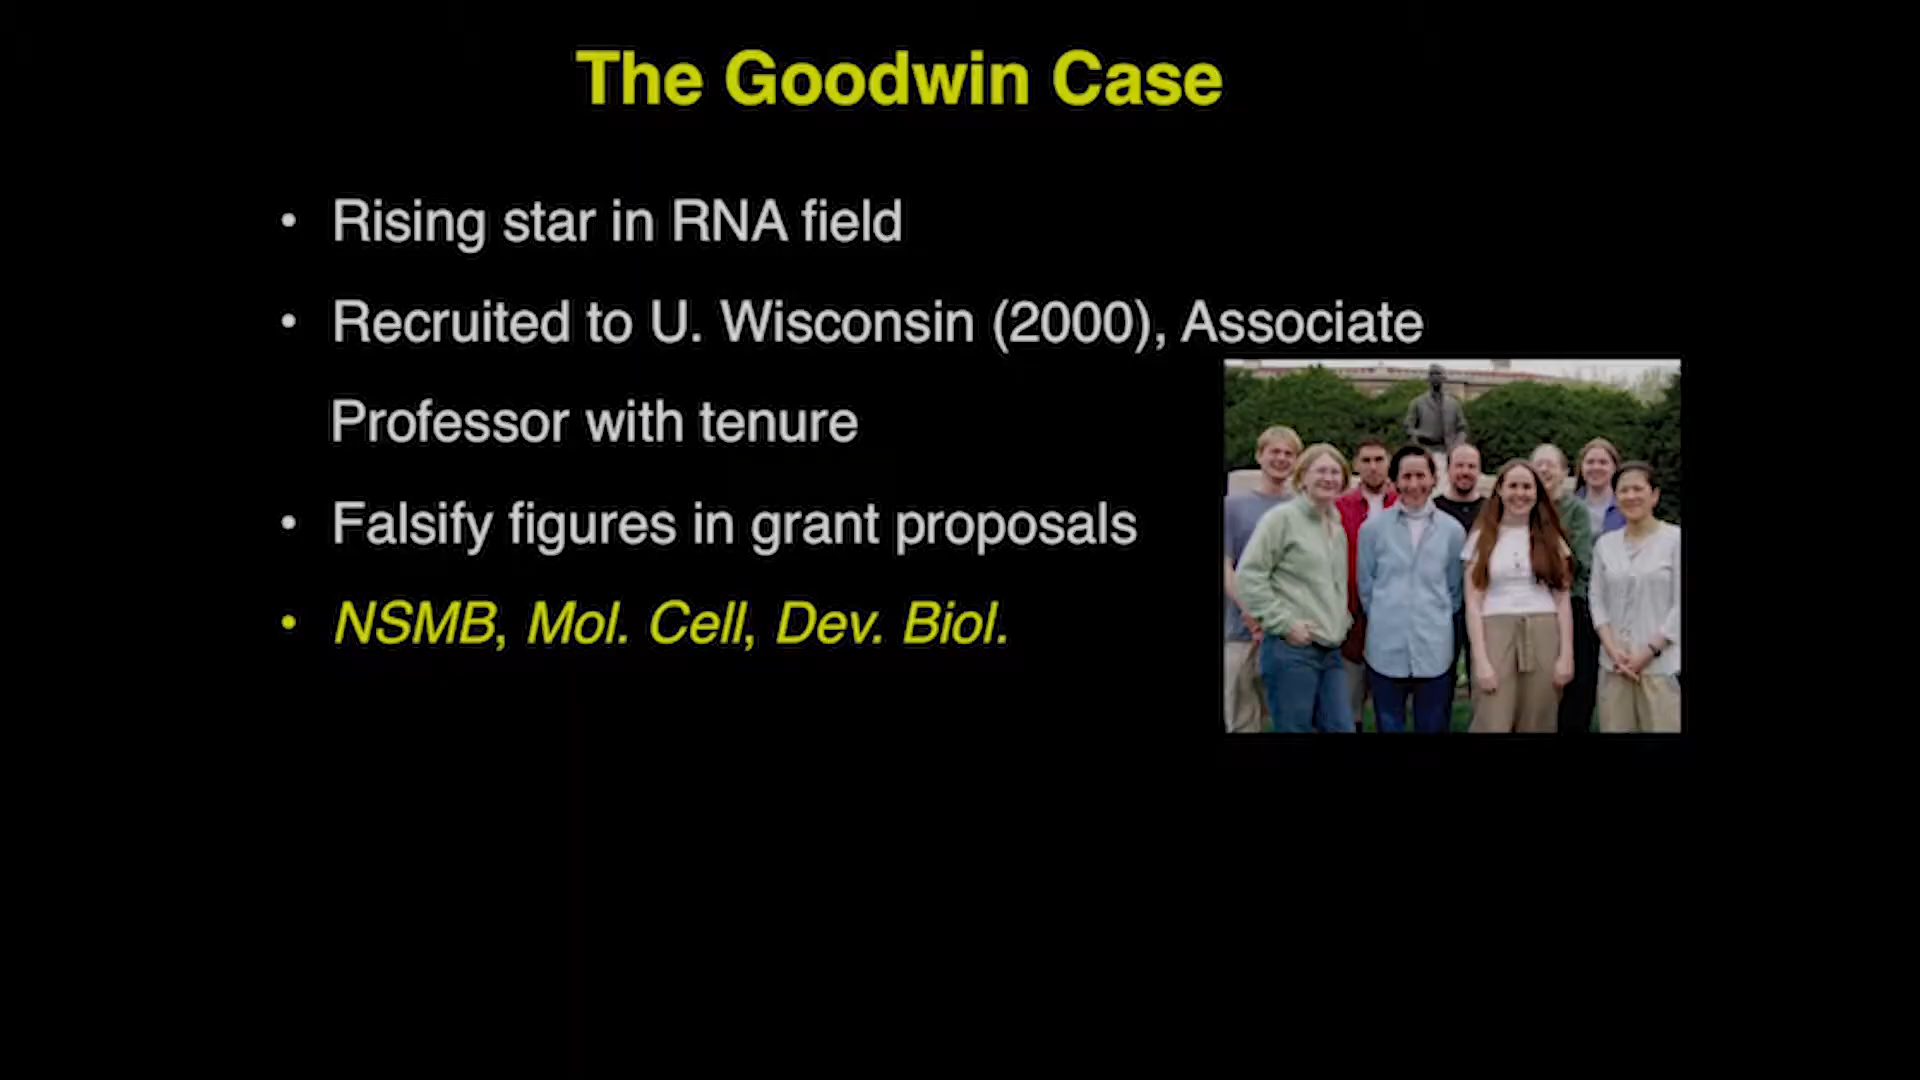 The Goodwin Case
• Rising star in RNA field
• Recruited to U. Wisconsin (2000), Associate
Professor with tenure
• Falsify figures in grant proposals
• NSMB, Mol. Cell, Dev. Biol.